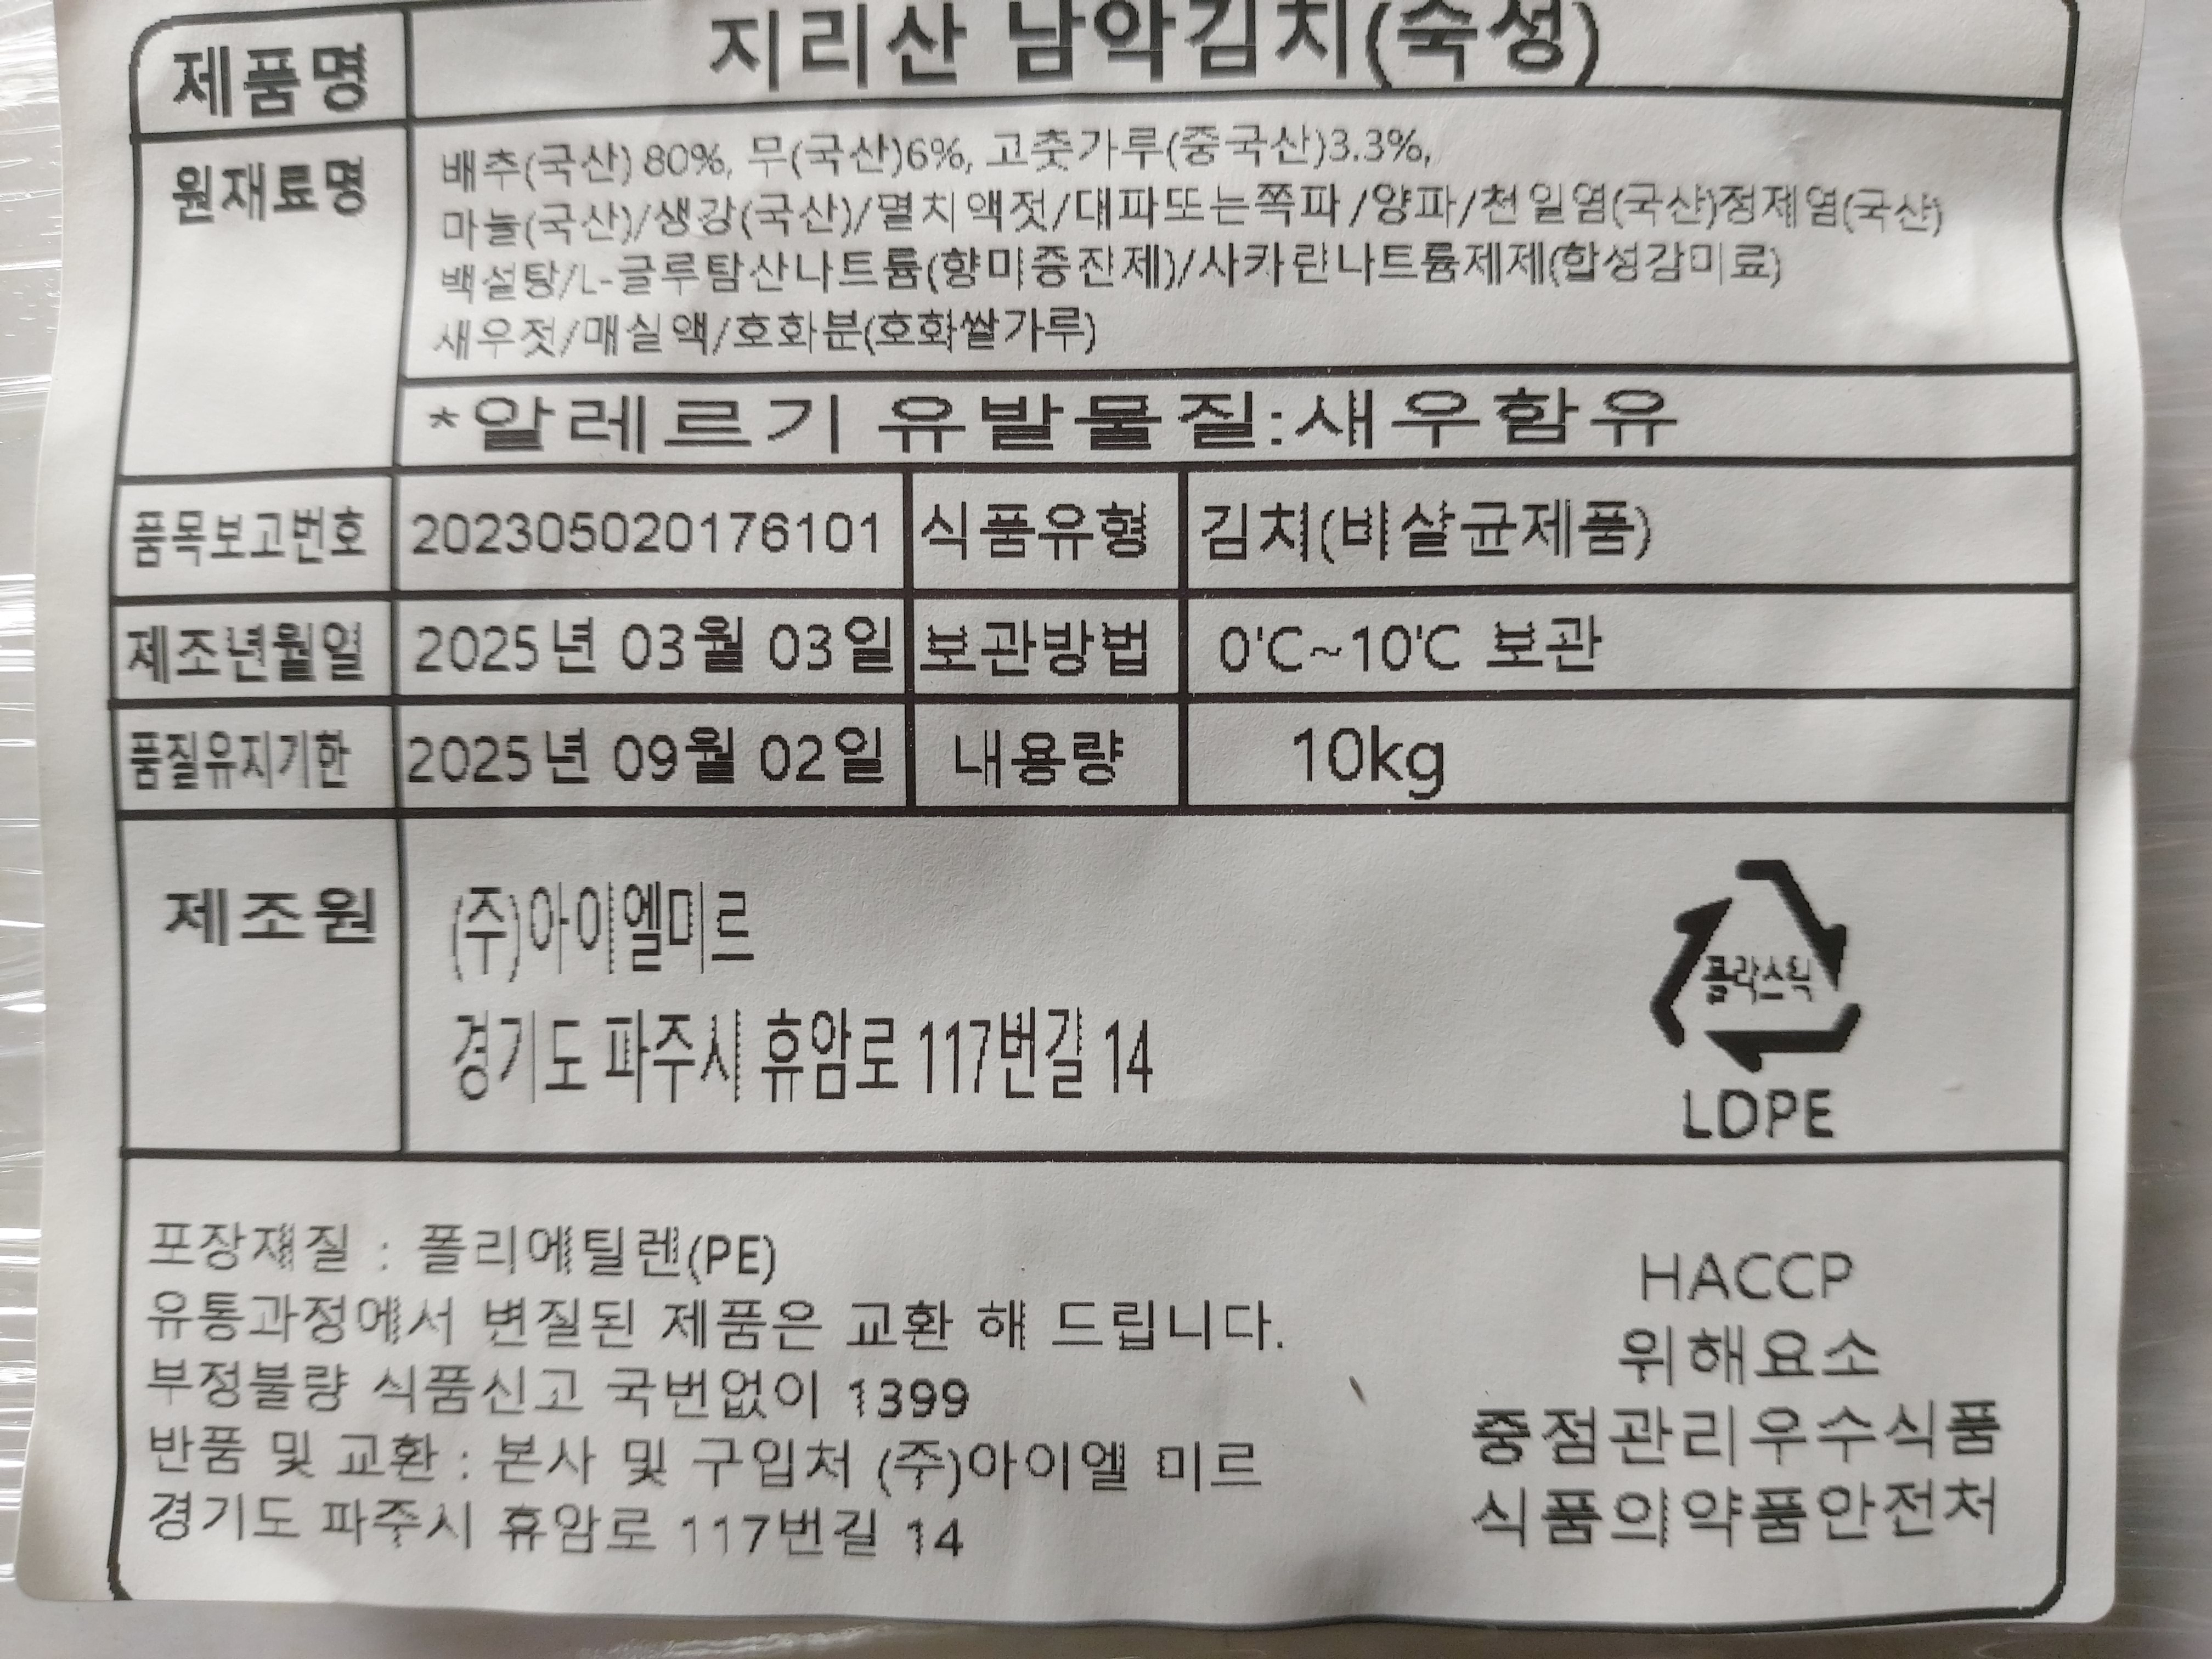 제품명 지리산 남악김치(숙성)
원재료명 배추(국산) 80%, 무(국산)6%, 고춧가루(중국산)3.3%,
마늘(국산)/생강(국산)/멸치액젓/대파또는쪽파/양파/천일염(국산)정제염(국산)
백설탕/L-글루탐산나트륨(향미증진제)/사카린나트륨제제(합성감미료)
새우젓/매실액/호화분(호화쌀가루)
*알레르기 유발물질:새우함유
품목보고번호 202305020176101 식품유형 김치(비살균제품)
제조년월일 2025년 03월 03일 보관방법 0'C~10'C 보관
품질유지기한 2025년 09월 02일 내용량 10kg
제조원 (주)아이엘미르
경기도 파주시 휴암로 117번길 14
플라스틱
LDPE
포장재질 : 폴리에틸렌(PE)
유통과정에서 변질된 제품은 교환 해 드립니다.
부정불량 식품신고 국번없이 1399
반품 및 교환 : 본사 및 구입처 (주)아이엘 미르
경기도 파주시 휴암로 117번길 14
HACCP
위해요소
중점관리우수식품
식품의약품안전처